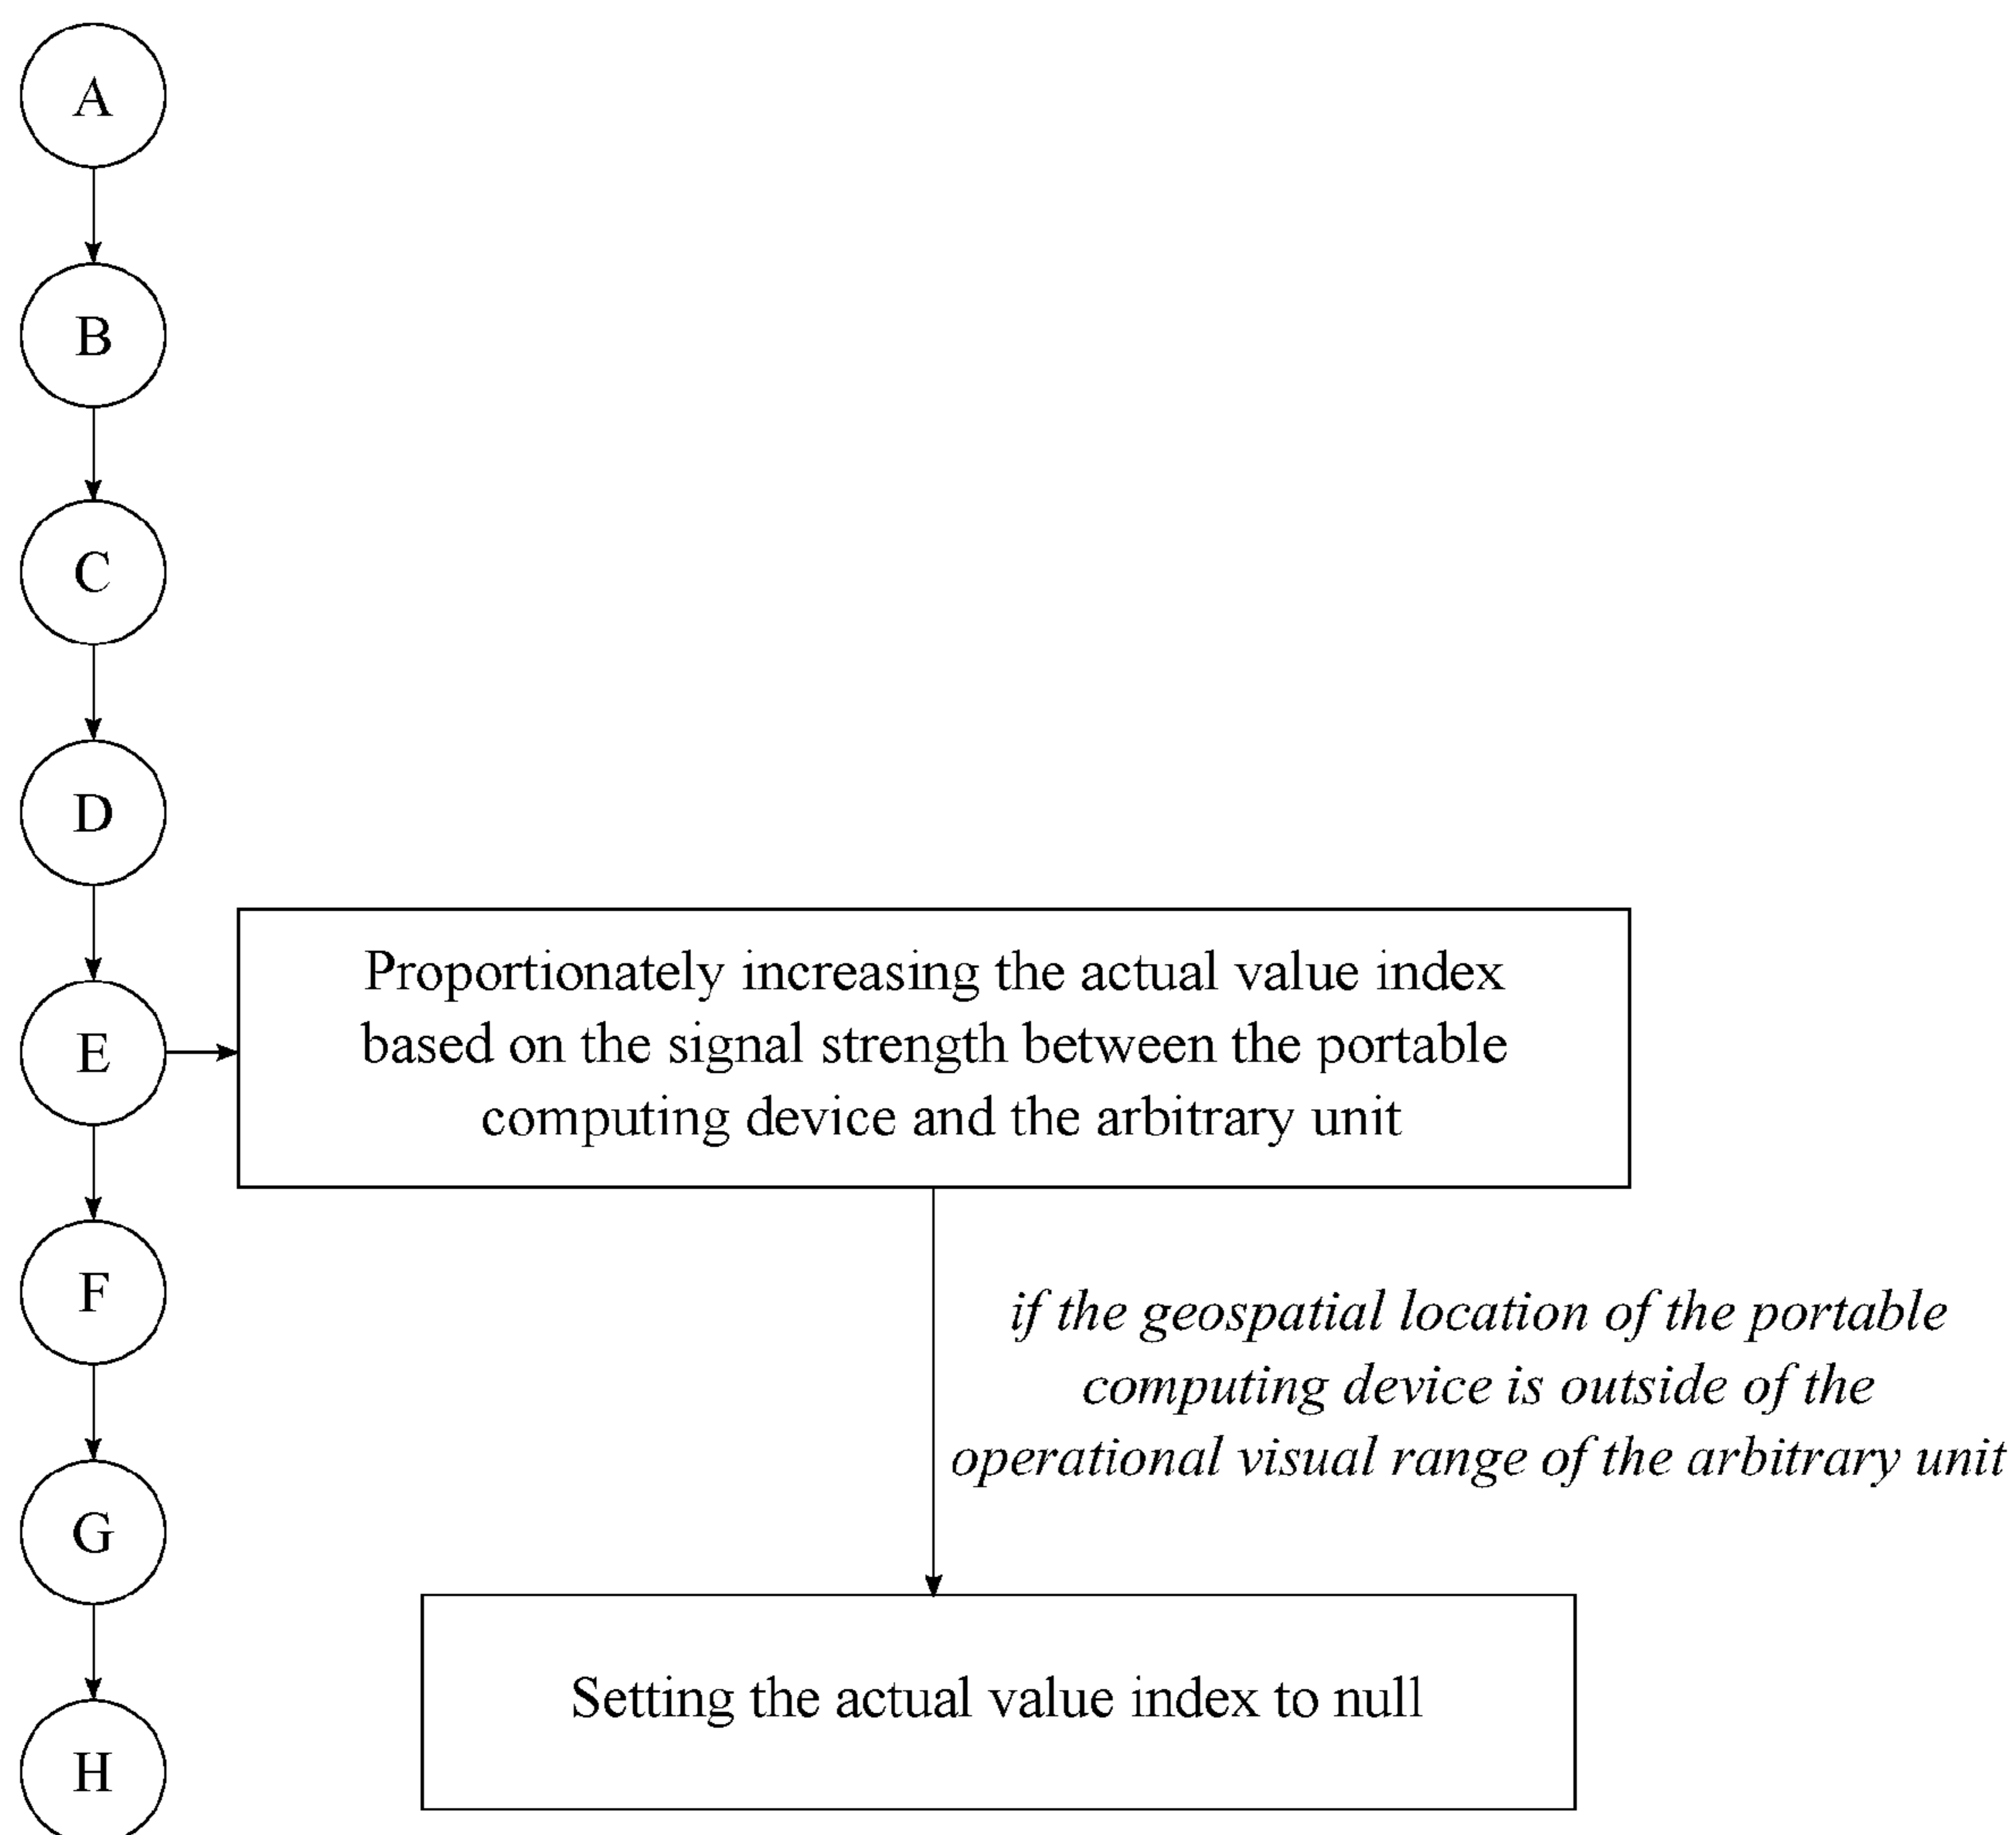 A
B
C
D
E
Proportionately increasing the actual value index
based on the signal strength between the portable
computing device and the arbitrary unit
F
if the geospatial location of the portable
computing device is outside of the
operational visual range of the arbitrary unit
G
Setting the actual value index to null
H